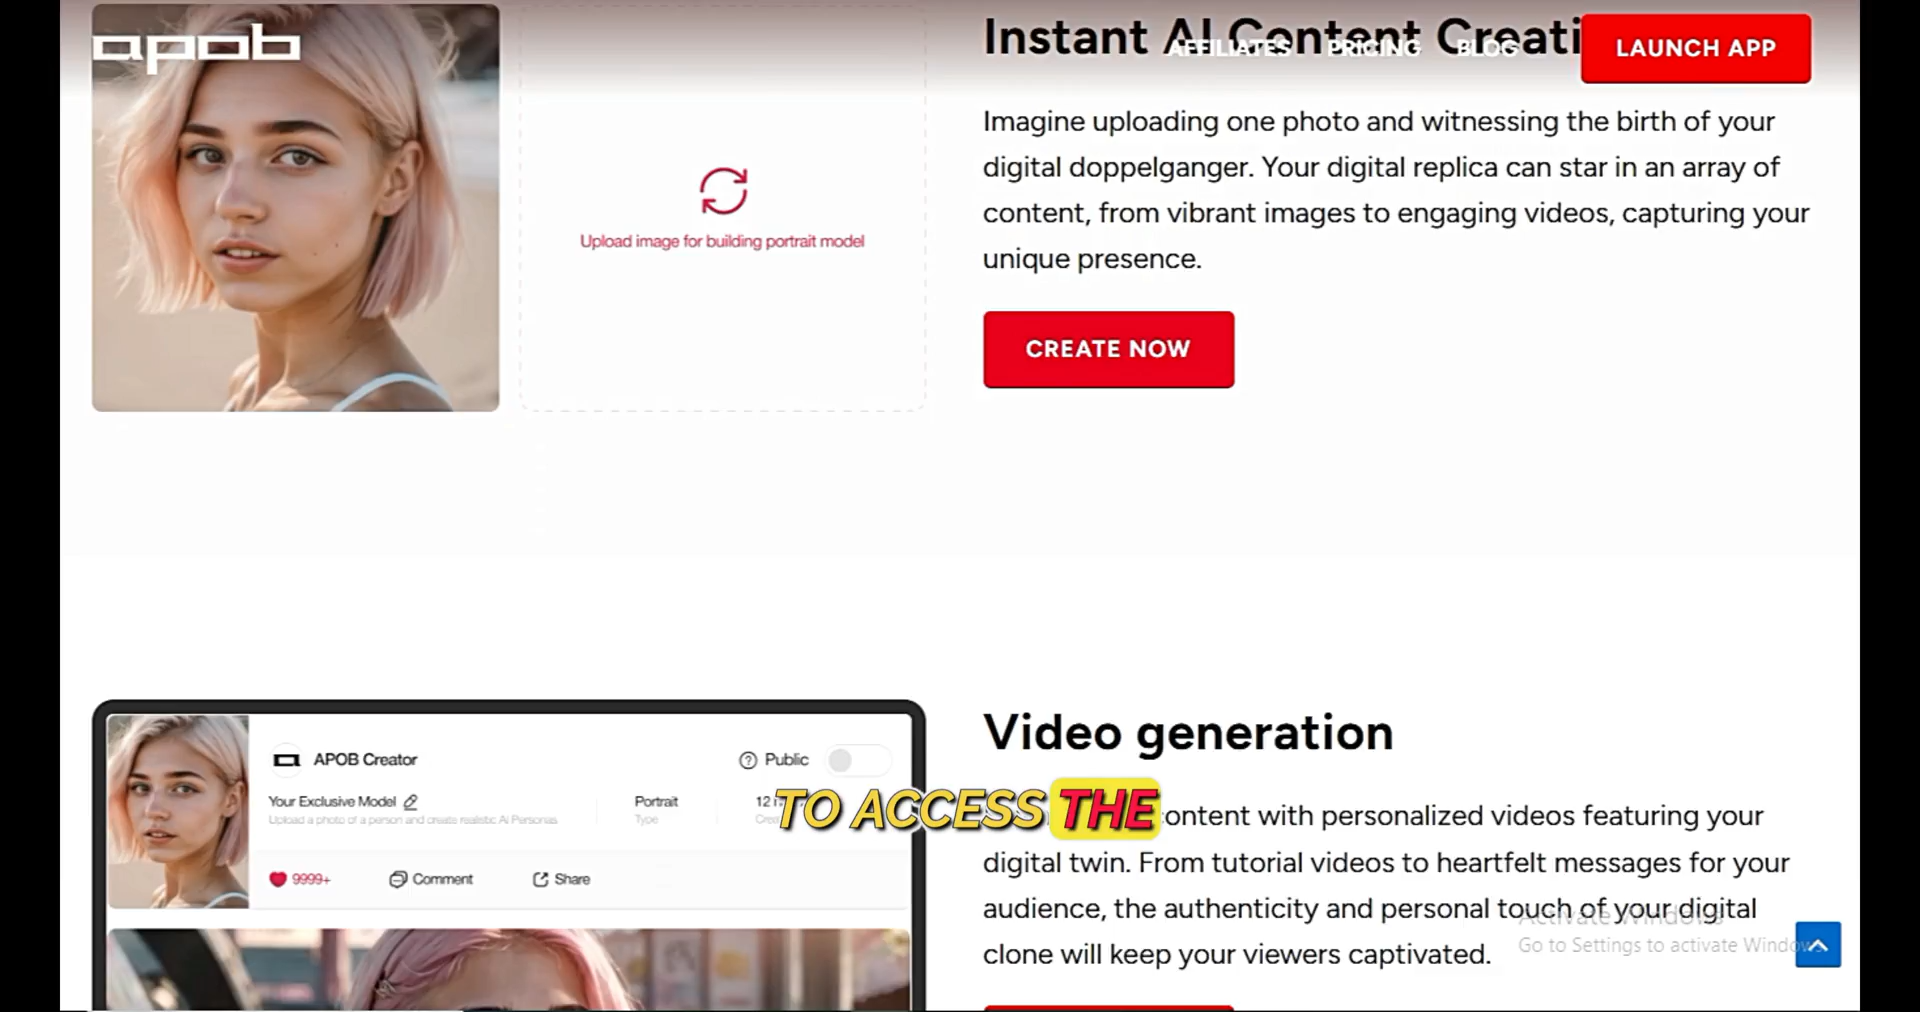 apob
Instant AI Content Creati
AFFILIATES
PRICING
BLOG
LAUNCH APP
Imagine uploading one photo and witnessing the birth of your
digital doppelganger. Your digital replica can star in an array of
content, from vibrant images to engaging videos, capturing your
unique presence.
Upload image for building portrait model
CREATE NOW
APOB Creator
Public
Your Exclusive Model
Upload a photo of a person and create realistic Ai Personas
Portrait
Type
12
9999+
Comment
Share
Video generation
TO ACCESS THE
content with personalized videos featuring your
digital twin. From tutorial videos to heartfelt messages for your
audience, the authenticity and personal touch of your digital
clone will keep your viewers captivated.
Activate Windows
Go to Settings to activate Windows